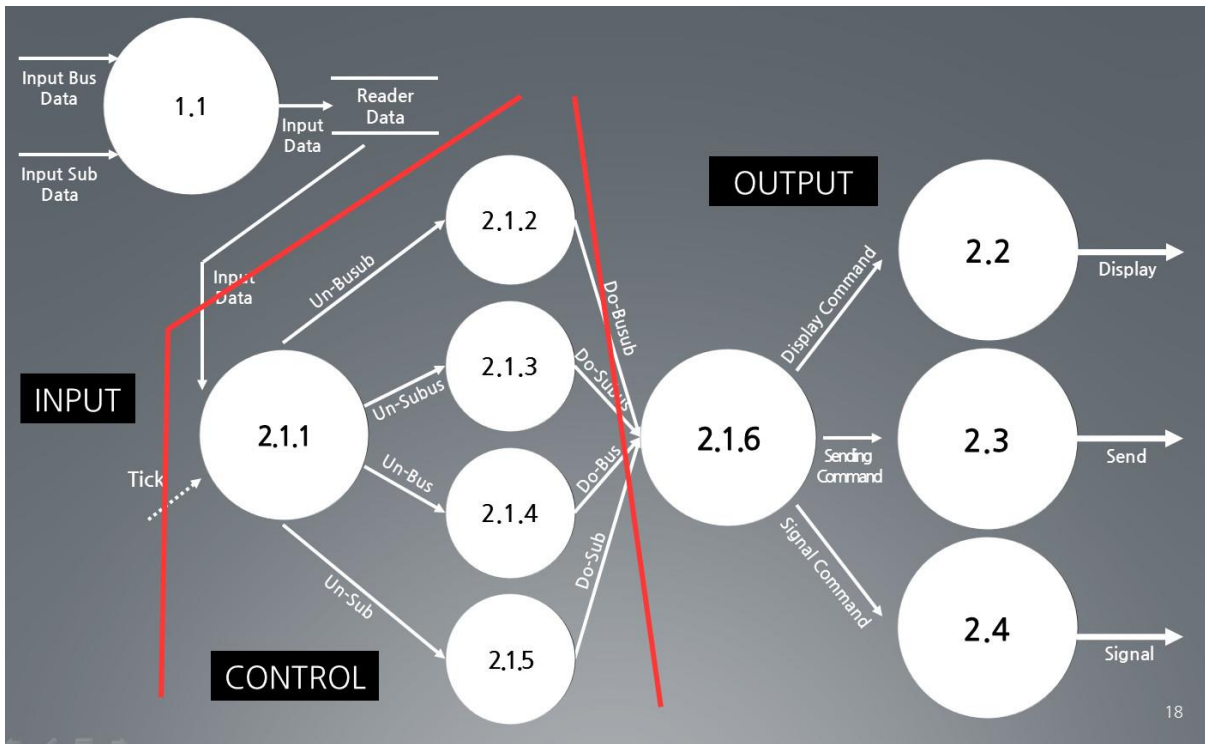 Input Bus
Data
1.1
Input
Data
Reader
Data
Input Sub
Data
INPUT
Input
Data
Tick
2.1.1
Un-Busub
Un-Subus
Un-Bus
Un-Sub
2.1.2
2.1.3
2.1.4
2.1.5
CONTROL
Do-Busub
Do-Subus
Do-Bus
Do-Sub
2.1.6
OUTPUT
Display Command
Sending
Command
Signal Command
2.2
Display
2.3
Send
2.4
Signal
18